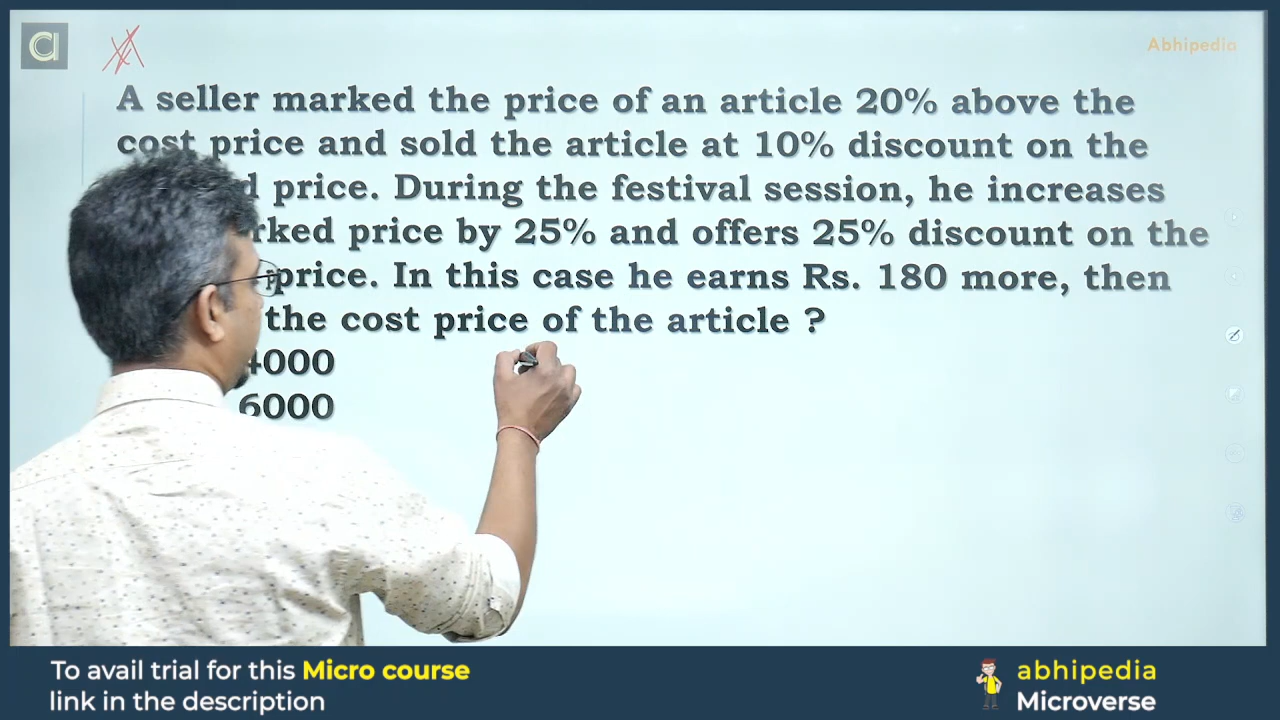 Abhipedia
A seller marked the price of an article 20% above the
cost price and sold the article at 10% discount on the
price. During the festival session, he increases
price by 25% and offers 25% discount on the
price. In this case he earns Rs. 180 more, then
the cost price of the article ?
4000
6000
To avail trial for this Micro course
link in the description
abhipedia
Microverse